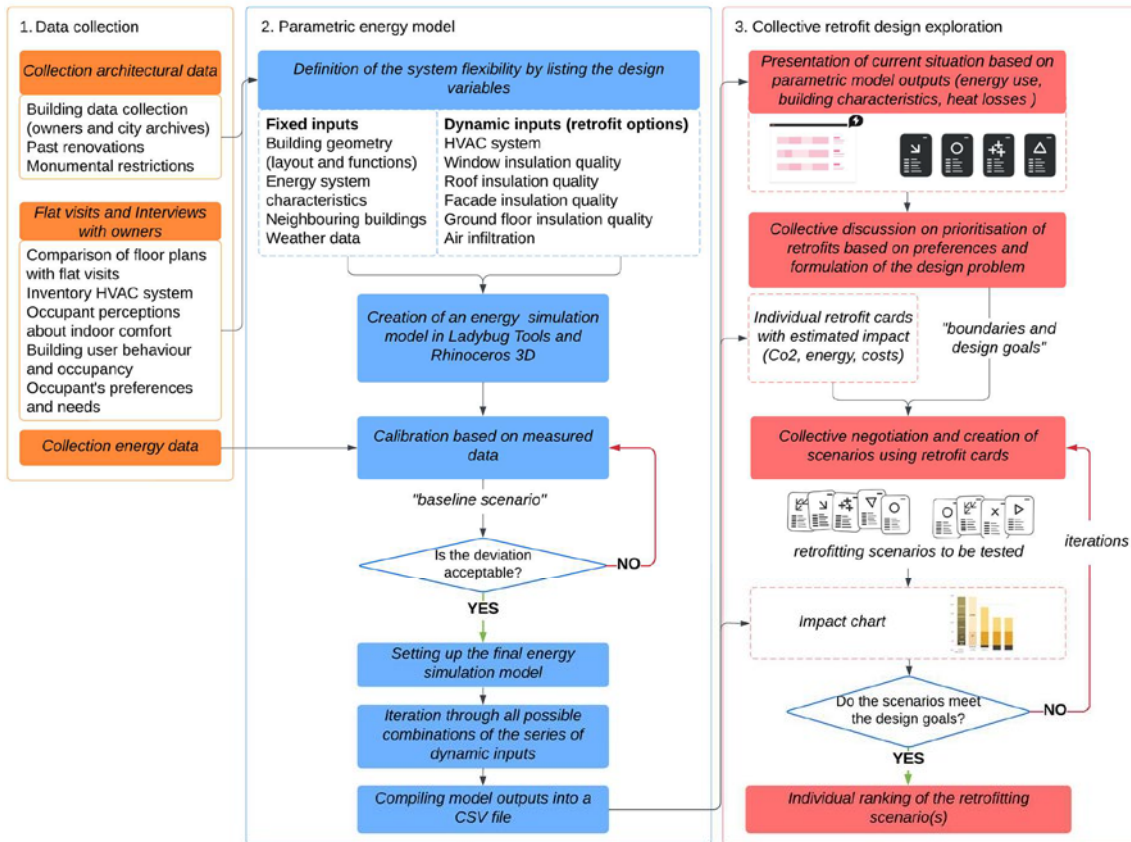 1. Data collection
Collection architectural data
Building data collection
(owners and city archives)
Past renovations
Monumental restrictions
Flat visits and Interviews
with owners
Comparison of floor plans
with flat visits
Inventory HVAC system
Occupant perceptions
about indoor comfort
Building user behaviour
and occupancy
Occupant's preferences
and needs
Collection energy data
2. Parametric energy model
Definition of the system flexibility by listing the design
variables
Fixed inputs
Building geometry
(layout and functions)
Energy system
characteristics
Neighbouring buildings
Weather data
Dynamic inputs (retrofit options)
HVAC system
Window insulation quality
Roof insulation quality
Facade insulation quality
Ground floor insulation quality
Air infiltration
Creation of an energy simulation
model in Ladybug Tools and
Rhinoceros 3D
Calibration based on measured
data
"baseline scenario"
Is the deviation
acceptable?
NO
YES
Setting up the final energy
simulation model
Iteration through all possible
combinations of the series of
dynamic inputs
Compiling model outputs into a
CSV file
3. Collective retrofit design exploration
Presentation of current situation based on
parametric model outputs (energy use,
building characteristics, heat losses )
Collective discussion on prioritisation of
retrofits based on preferences and
formulation of the design problem
Individual retrofit cards
with estimated impact
(Co2, energy, costs)
"boundaries and
design goals"
Collective negotiation and creation of
scenarios using retrofit cards
retrofitting scenarios to be tested
iterations
Impact chart
Do the scenarios meet
the design goals?
NO
YES
Individual ranking of the retrofitting
scenario(s)